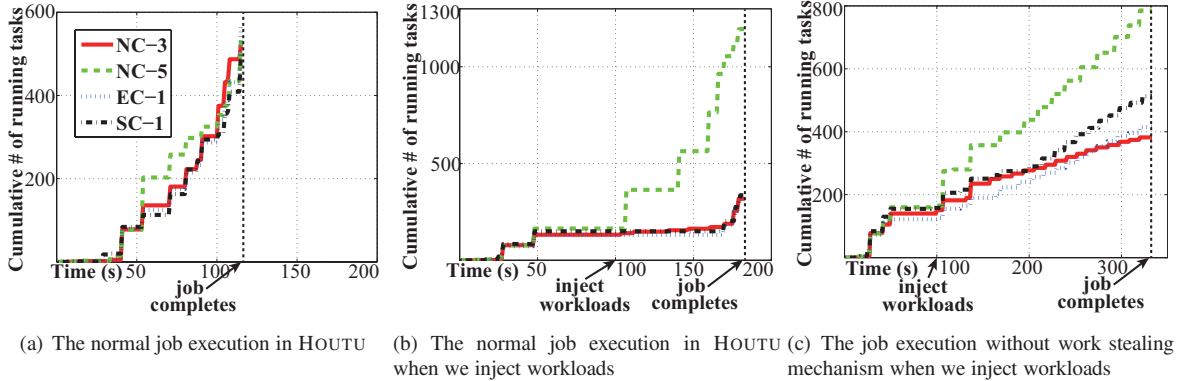 Cumulative # of running tasks
600
400
200
NC−3
NC−5
EC−1
SC−1
Time (s)
50
100
150
200
job
completes
Cumulative # of running tasks
1300
1000
500
Time (s)
50
100
150
200
inject
workloads
job
completes
Cumulative # of running tasks
800
600
400
200
Time (s)
100
200
300
inject
workloads
job
completes
(a) The normal job execution in HOUTU
(b) The normal job execution in HOUTU
when we inject workloads
(c) The job execution without work stealing
mechanism when we inject workloads